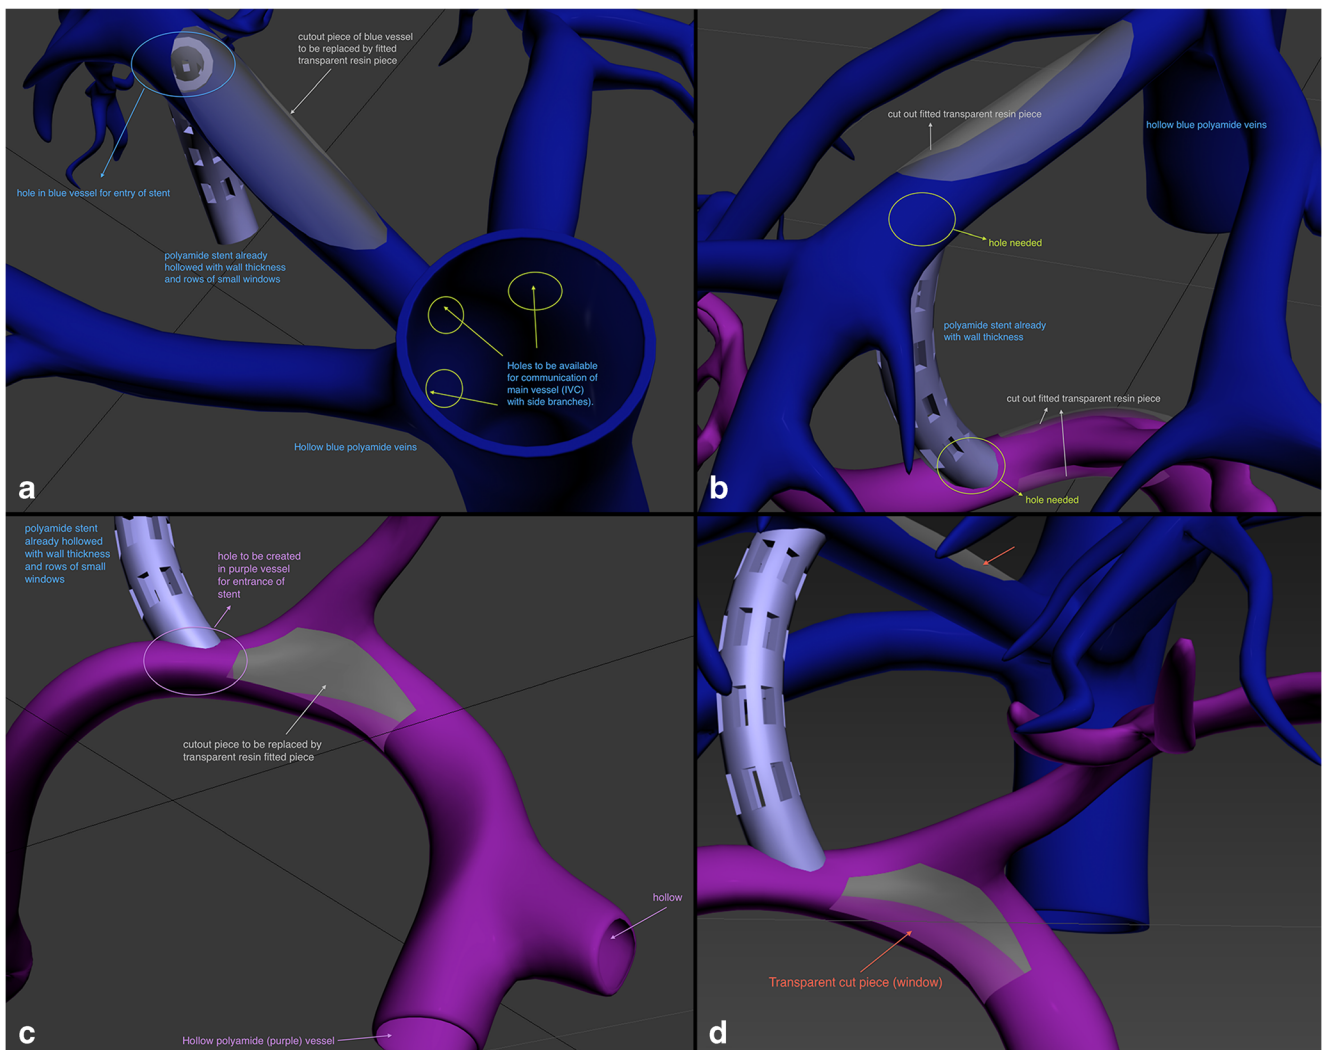 cutout piece of blue vessel
to be replaced by fitted
transparent resin piece
hole in blue vessel for entry of stent
polyamide stent already
hollowed with wall thickness
and rows of small windows
Holes to be available
for communication of
main vessel (IVC)
with side branches).
Hollow blue polyamide veins
a
cut out fitted transparent resin piece
hollow blue polyamide veins
hole needed
polyamide stent already
with wall thickness
cut out fitted transparent resin piece
hole needed
b
polyamide stent
already hollowed
with wall thickness
and rows of small
windows
hole to be created
in purple vessel
for entrance of
stent
cutout piece to be replaced by
transparent resin fitted piece
hollow
Hollow polyamide (purple) vessel
c
Transparent cut piece (window)
d